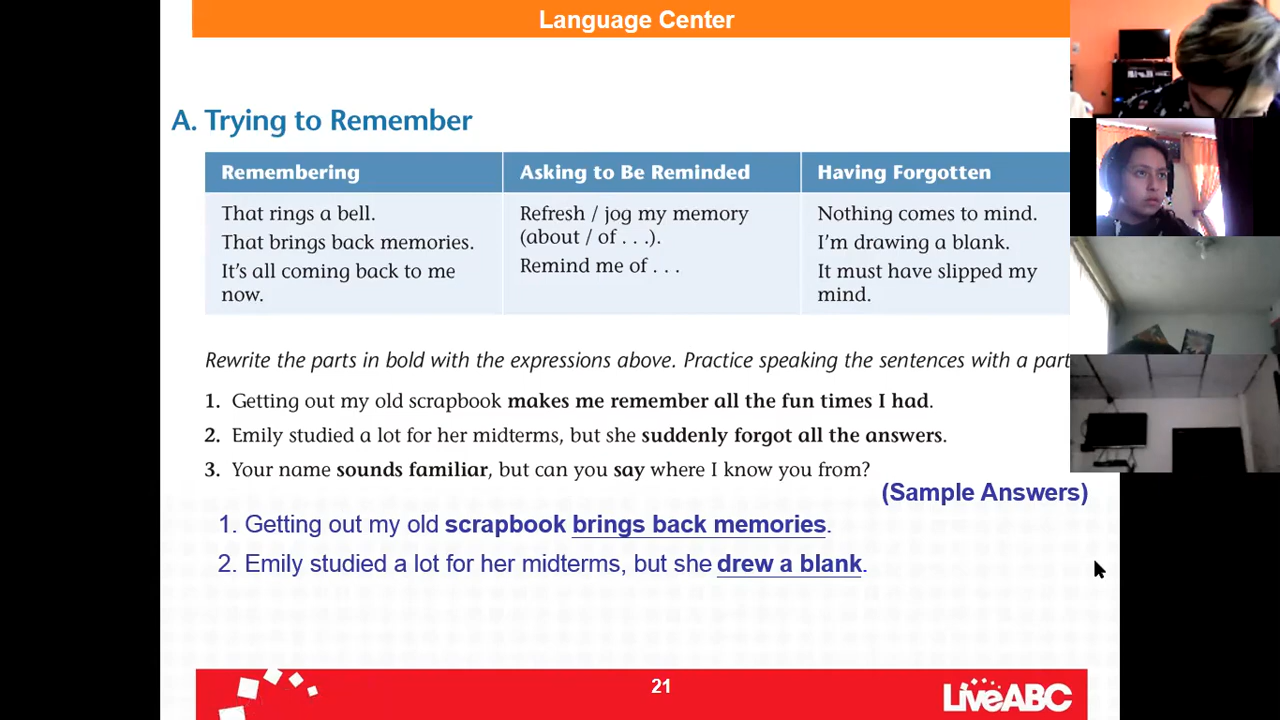 Language Center
A. Trying to Remember
Remembering
That rings a bell.
That brings back memories.
It's all coming back to me
now.
Asking to Be Reminded
Refresh / jog my memory
(about / of . . .).
Remind me of . . .
Having Forgotten
Nothing comes to mind.
I'm drawing a blank.
It must have slipped my
mind.
Rewrite the parts in bold with the expressions above. Practice speaking the sentences with a part
1. Getting out my old scrapbook makes me remember all the fun times I had.
2. Emily studied a lot for her midterms, but she suddenly forgot all the answers.
3. Your name sounds familiar, but can you say where I know you from?
(Sample Answers)
1. Getting out my old scrapbook brings back memories.
2. Emily studied a lot for her midterms, but she drew a blank.
21
LiveABC